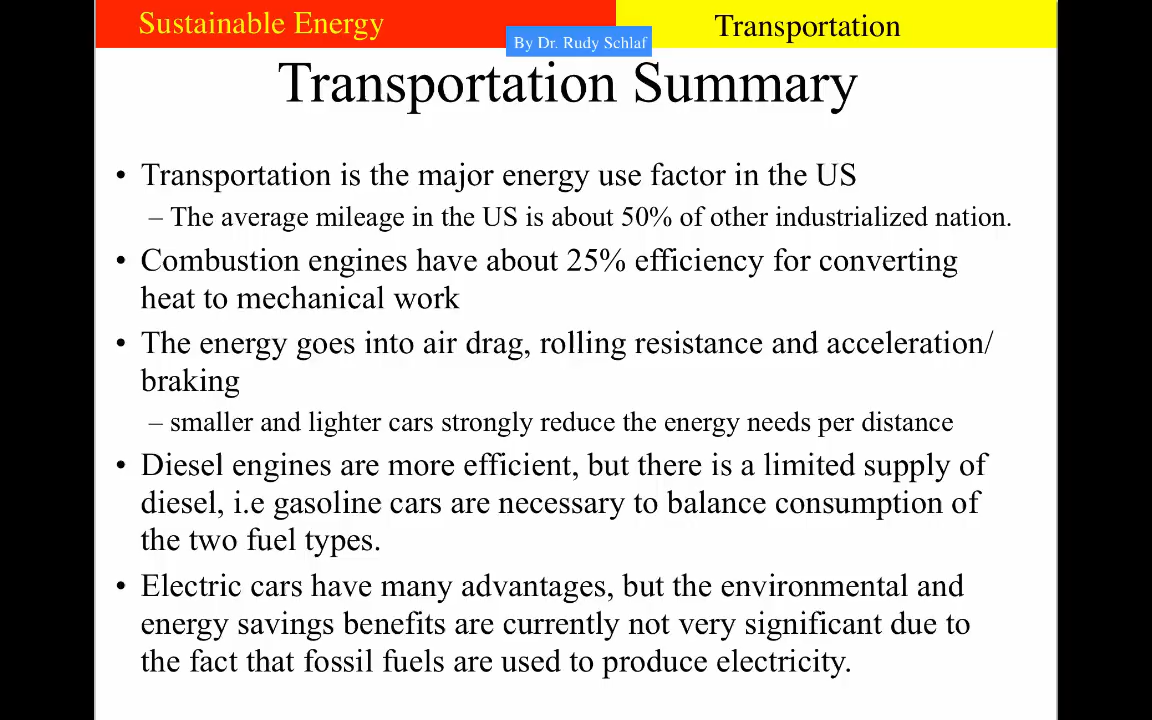 Sustainable Energy
Transportation
By Dr. Rudy Schlaf
Transportation Summary
• Transportation is the major energy use factor in the US
– The average mileage in the US is about 50% of other industrialized nation.
• Combustion engines have about 25% efficiency for converting
heat to mechanical work
• The energy goes into air drag, rolling resistance and acceleration/
braking
– smaller and lighter cars strongly reduce the energy needs per distance
• Diesel engines are more efficient, but there is a limited supply of
diesel, i.e gasoline cars are necessary to balance consumption of
the two fuel types.
• Electric cars have many advantages, but the environmental and
energy savings benefits are currently not very significant due to
the fact that fossil fuels are used to produce electricity.